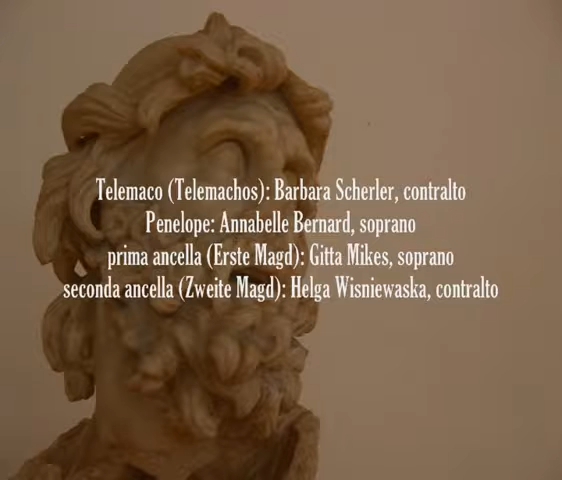 Telemaco (Telemachos): Barbara Scherler, contralto
Penelope: Annabelle Bernard, soprano
prima ancella (Erste Magd): Gitta Mikes, soprano
seconda ancella (Zweite Magd): Helga Wisniewaska, contralto